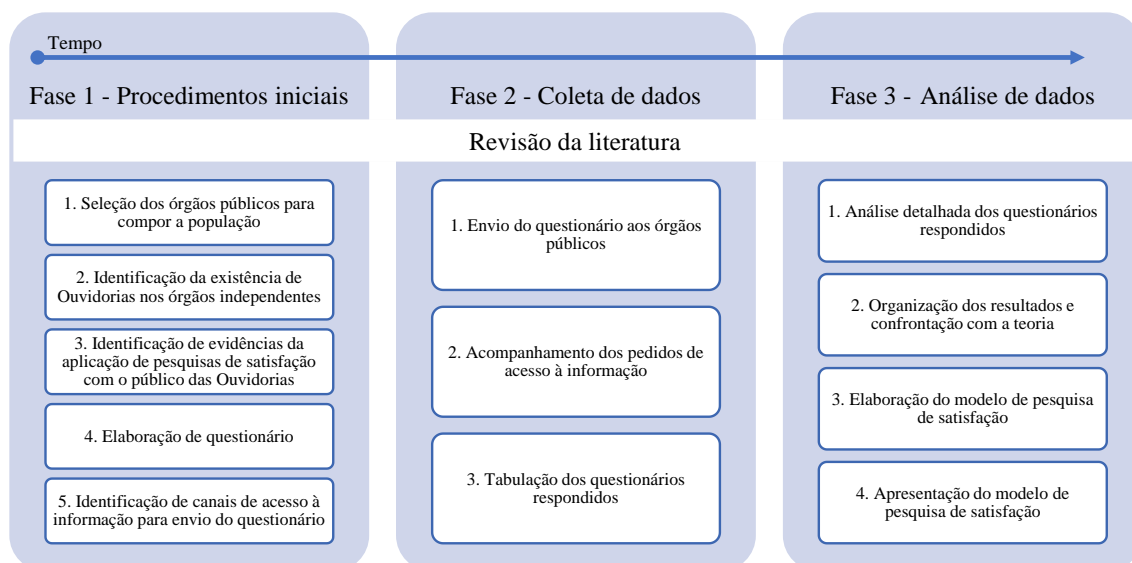 Tempo
Fase 1 - Procedimentos iniciais
Fase 2 - Coleta de dados
Fase 3 - Análise de dados
Revisão da literatura
1. Seleção dos órgãos públicos para
compor a população
2. Identificação da existência de
Ouvidorias nos órgãos independentes
3. Identificação de evidências da
aplicação de pesquisas de satisfação
com o público das Ouvidorias
4. Elaboração de questionário
5. Identificação de canais de acesso à
informação para envio do questionário
1. Envio do questionário aos órgãos
públicos
2. Acompanhamento dos pedidos de
acesso à informação
3. Tabulação dos questionários
respondidos
1. Análise detalhada dos questionários
respondidos
2. Organização dos resultados e
confrontação com a teoria
3. Elaboração do modelo de pesquisa
de satisfação
4. Apresentação do modelo de
pesquisa de satisfação